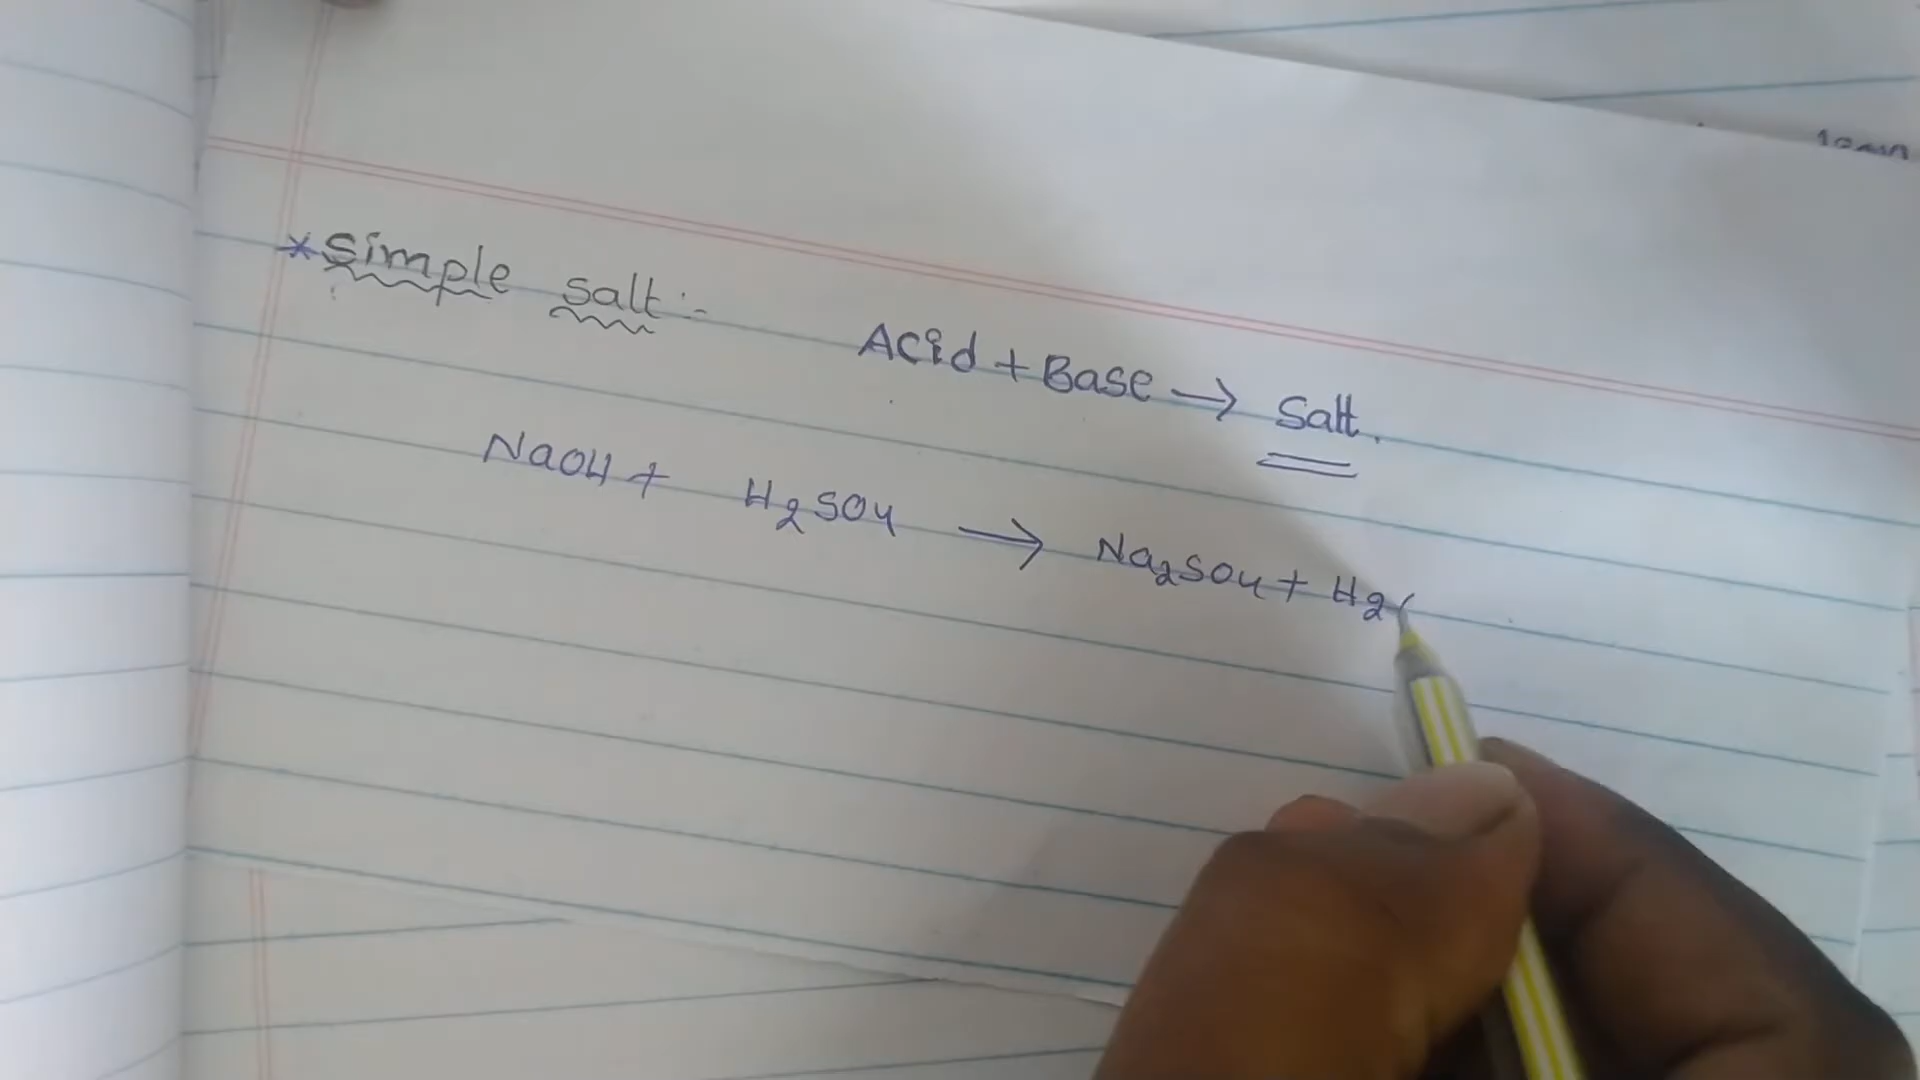 *Simple salt :-
Acid + Base → Salt.
NaOH + H₂SO₄ → Na₂SO₄ + H₂